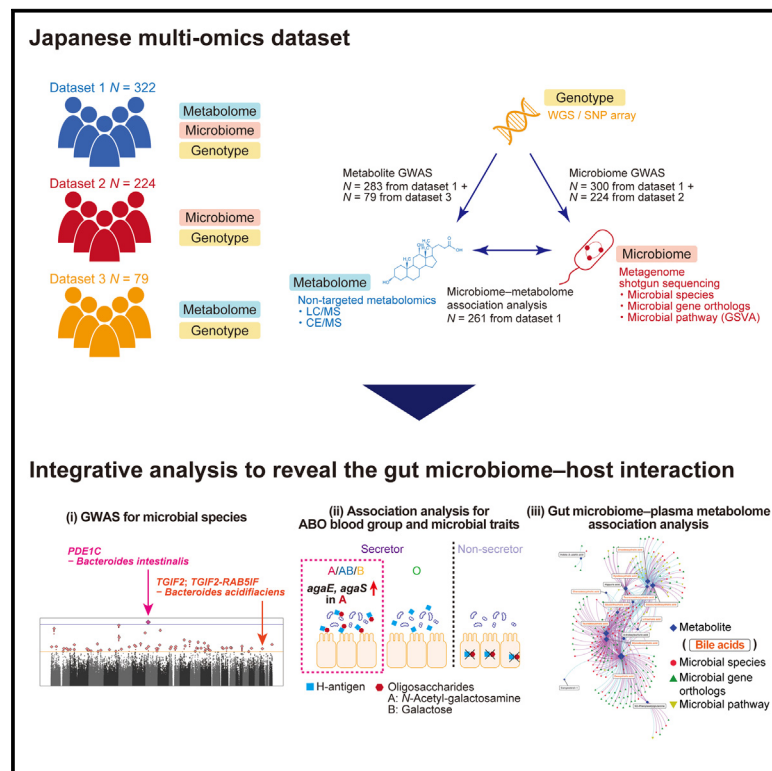 Japanese multi-omics dataset
Dataset 1 N = 322
Metabolome
Microbiome
Genotype
Dataset 2 N = 224
Microbiome
Genotype
Dataset 3 N = 79
Metabolome
Genotype
Genotype
WGS / SNP array
Metabolite GWAS
N = 283 from dataset 1 +
N = 79 from dataset 3
Microbiome GWAS
N = 300 from dataset 1 +
N = 224 from dataset 2
Metabolome
Non-targeted metabolomics
・LC/MS
・CE/MS
Microbiome–metabolome
association analysis
N = 261 from dataset 1
Microbiome
Metagenome
shotgun sequencing
・Microbial species
・Microbial gene orthologs
・Microbial pathway (GSVA)
Integrative analysis to reveal the gut microbiome–host interaction
(i) GWAS for microbial species
PDE1C
– Bacteroides intestinalis
TGIF2; TGIF2-RAB5IF
– Bacteroides acidifiaciens
(ii) Association analysis for
ABO blood group and microbial traits
Secretor
Non-secretor
A/AB/B
O
agaE, agaS
in A
H-antigen
Oligosaccharides
A: N-Acetyl-galactosamine
B: Galactose
(iii) Gut microbiome–plasma metabolome
association analysis
Metabolite
( Bile acids )
Microbial species
Microbial gene
orthologs
Microbial pathway